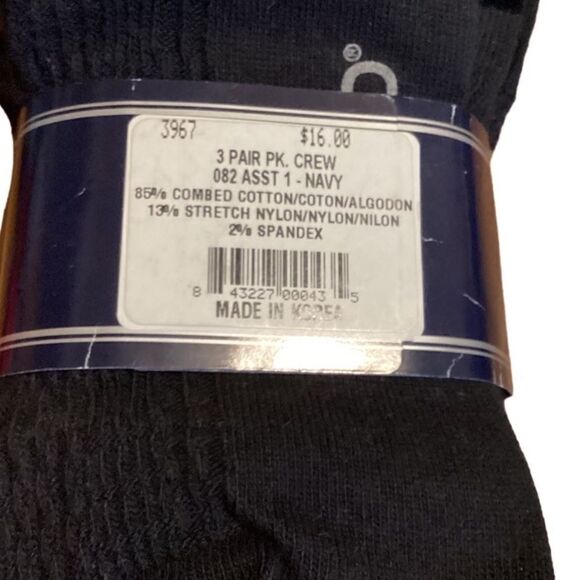 ®
3967 $16.00
3 PAIR PK. CREW
082 ASST 1 - NAVY
85% COMBED COTTON/COTON/ALGODON
13% STRETCH NYLON/NYLON/NILON
2% SPANDEX
8 43227 00043 5
MADE IN KOREA